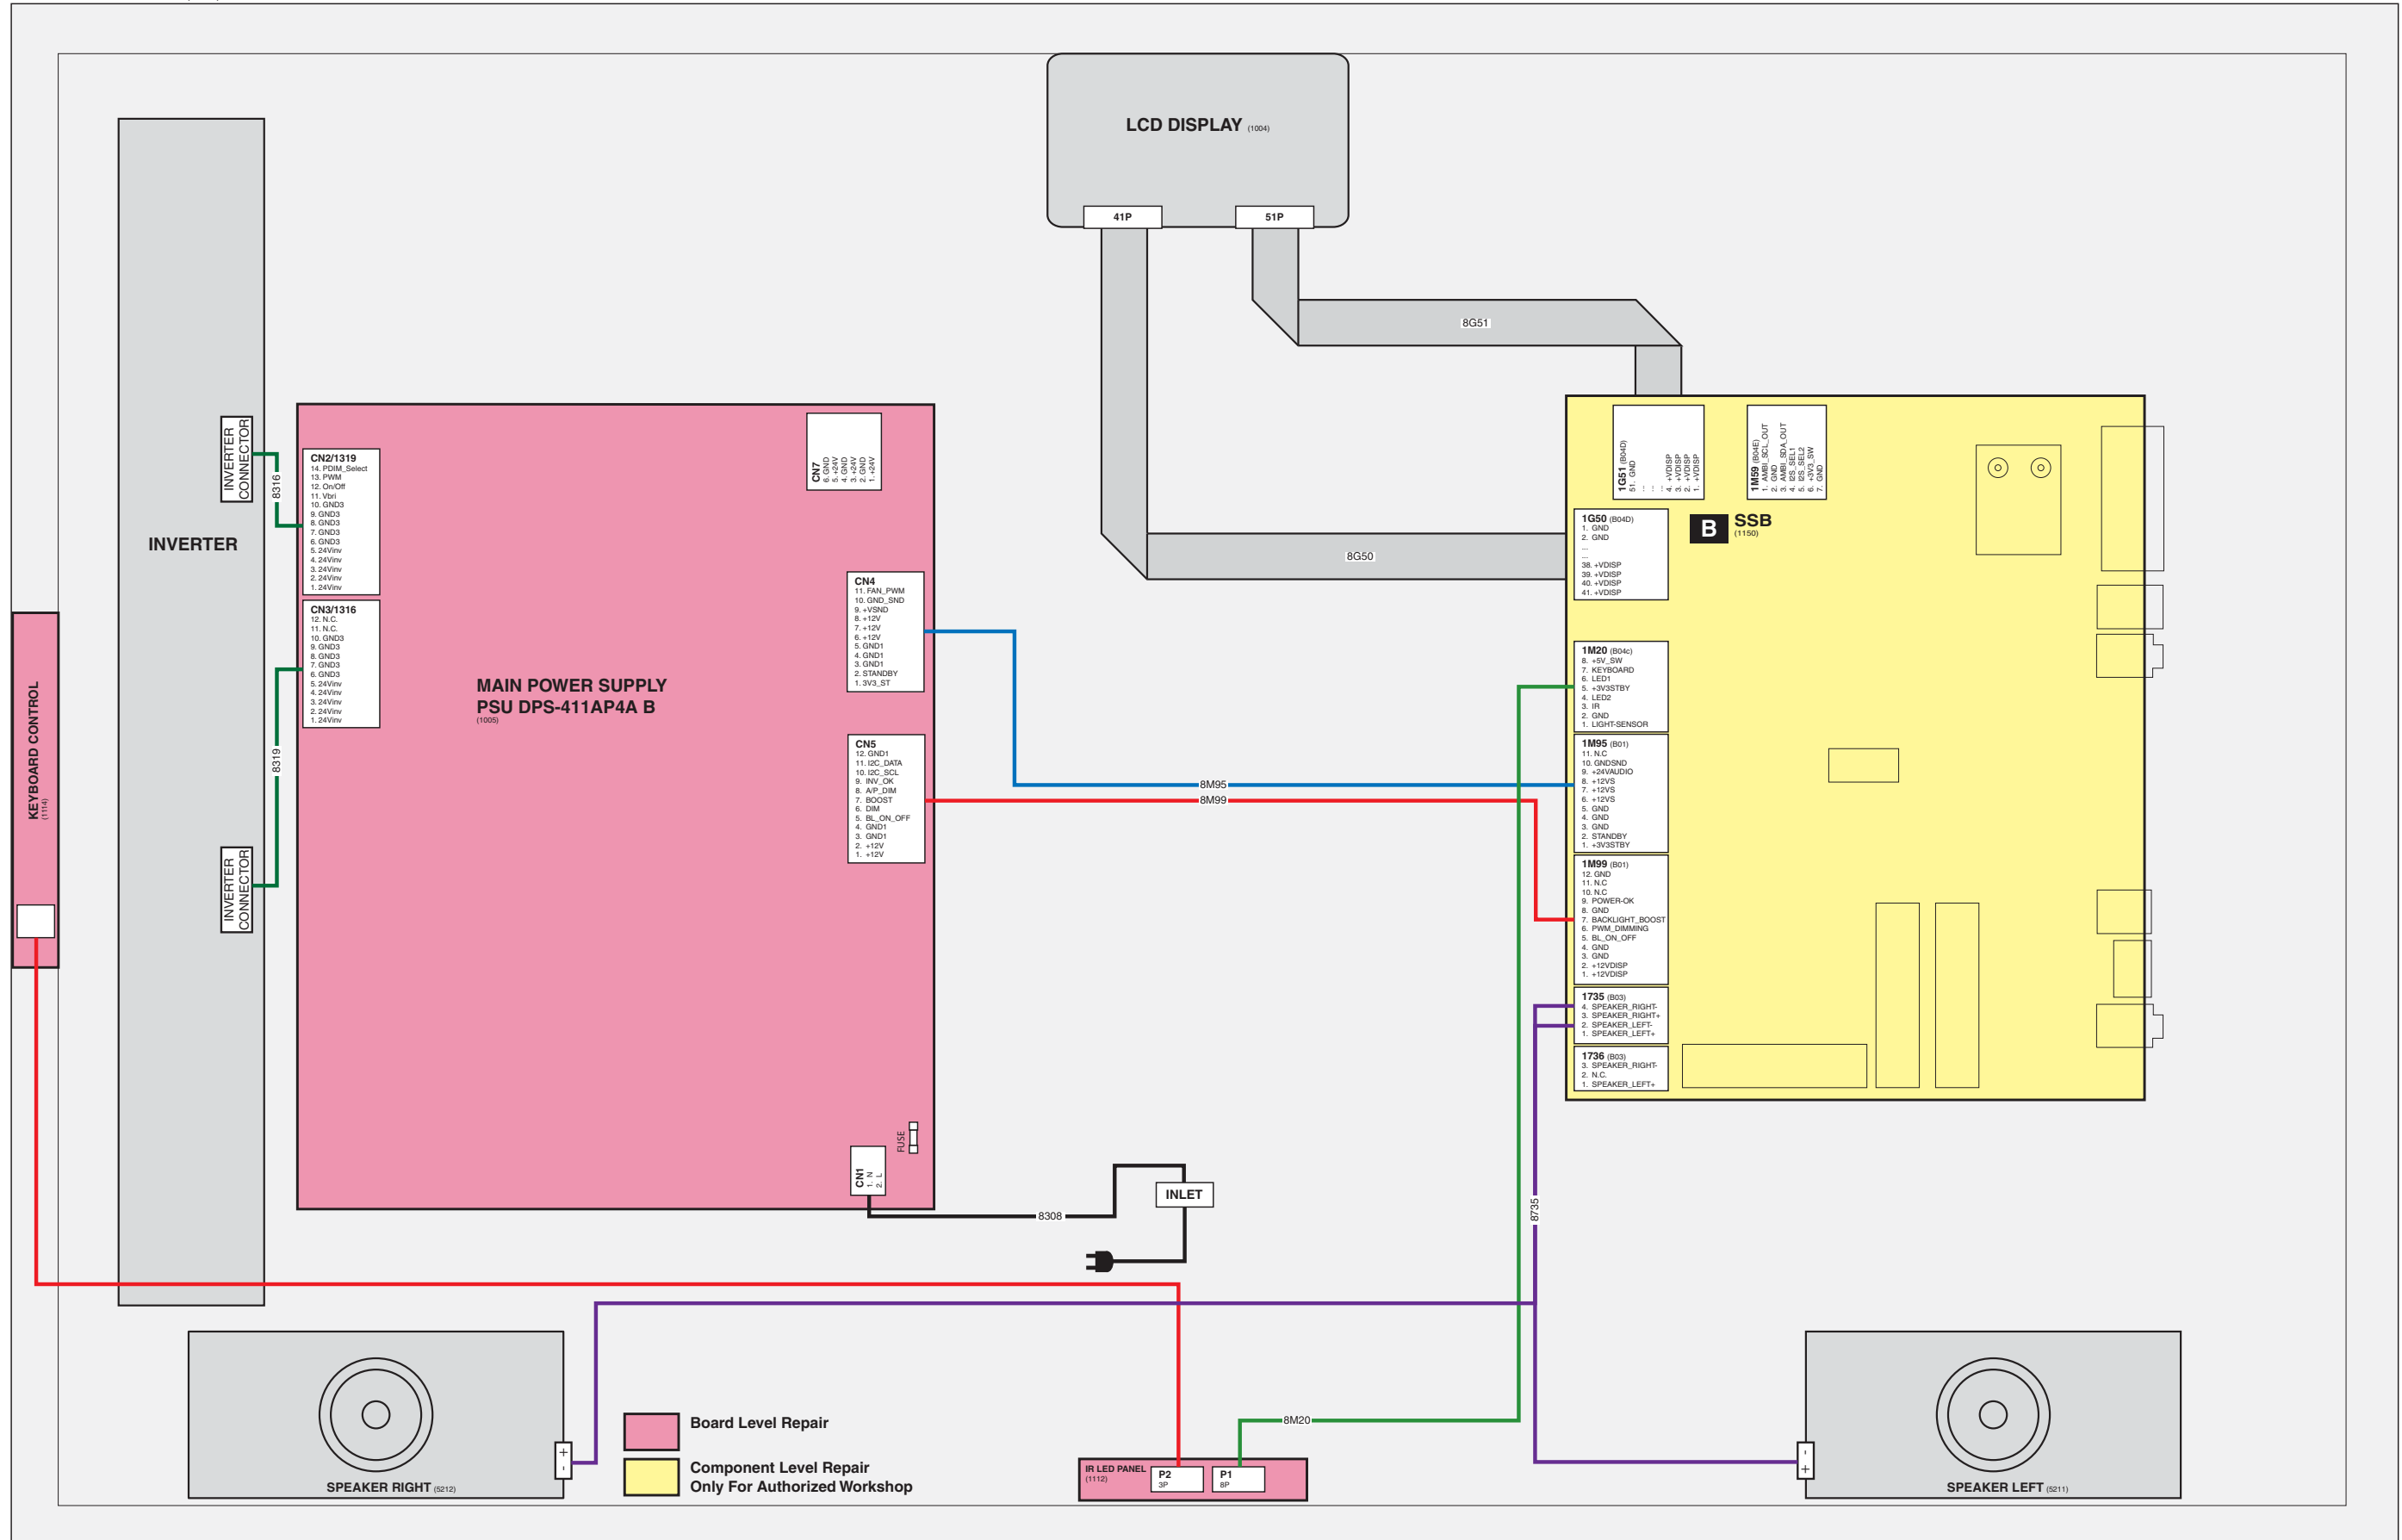 LCD DISPLAY (1004)
41P
51P
8G51
8G50
INVERTER
INVERTER
CONNECTOR
8316
INVERTER
CONNECTOR
8319
KEYBOARD CONTROL
(1114)
MAIN POWER SUPPLY
PSU DPS-411AP4A B
(1005)
CN2/1319
14. PDIM_Select
13. PWM
12. On/Off
11. Vbri
10. GND3
9. GND3
8. GND3
7. GND3
6. GND3
5. 24Vinv
4. 24Vinv
3. 24Vinv
2. 24Vinv
1. 24Vinv
CN3/1316
12. N.C.
11. N.C.
10. GND3
9. GND3
8. GND3
7. GND3
6. GND3
5. 24Vinv
4. 24Vinv
3. 24Vinv
2. 24Vinv
1. 24Vinv
CN7
6. GND
5. +24V
4. GND
3. +24V
2. GND
1. +24V
CN4
11. FAN_PWM
10. GND_SND
9. +VSND
8. +12V
7. +12V
6. +12V
5. GND1
4. GND1
3. GND1
2. STANDBY
1. 3V3_ST
CN5
12. GND1
11. I2C_DATA
10. I2C_SCL
9. INV_OK
8. A/P_DIM
7. BOOST
6. DIM
5. BL_ON_OFF
4. GND1
3. GND1
2. +12V
1. +12V
FUSE
CN1
1. N
2. L
8308
INLET
8M95
8M99
B SSB
(1150)
1G51 (B04D)
51. GND
...
...
...
4. +VDISP
3. +VDISP
2. +VDISP
1. +VDISP
1M59 (B04E)
1. AMBI_SCL_OUT
2. GND
3. AMBI_SDA_OUT
4. I2S_SEL1
5. I2S_SEL2
6. +3V3_SW
7. GND
1G50 (B04D)
1. GND
2. GND
...
...
38. +VDISP
39. +VDISP
40. +VDISP
41. +VDISP
1M20 (B04c)
8. +5V_SW
7. KEYBOARD
6. LED1
5. +3V3STBY
4. LED2
3. IR
2. GND
1. LIGHT-SENSOR
1M95 (B01)
11. N.C
10. GNDSND
9. +24VAUDIO
8. +12VS
7. +12VS
6. +12VS
5. GND
4. GND
3. GND
2. STANDBY
1. +3V3STBY
1M99 (B01)
12. GND
11. N.C
10. N.C
9. POWER-OK
8. GND
7. BACKLIGHT_BOOST
6. PWM_DIMMING
5. BL_ON_OFF
4. GND
3. GND
2. +12VDISP
1. +12VDISP
1735 (B03)
4. SPEAKER_RIGHT-
3. SPEAKER_RIGHT+
2. SPEAKER_LEFT-
1. SPEAKER_LEFT+
1736 (B03)
3. SPEAKER_RIGHT-
2. N.C.
1. SPEAKER_LEFT+
8735
8M20
SPEAKER RIGHT (5212)
+
-
Board Level Repair
Component Level Repair
Only For Authorized Workshop
IR LED PANEL
(1112)
P2
3P
P1
8P
-
+
SPEAKER LEFT (5211)